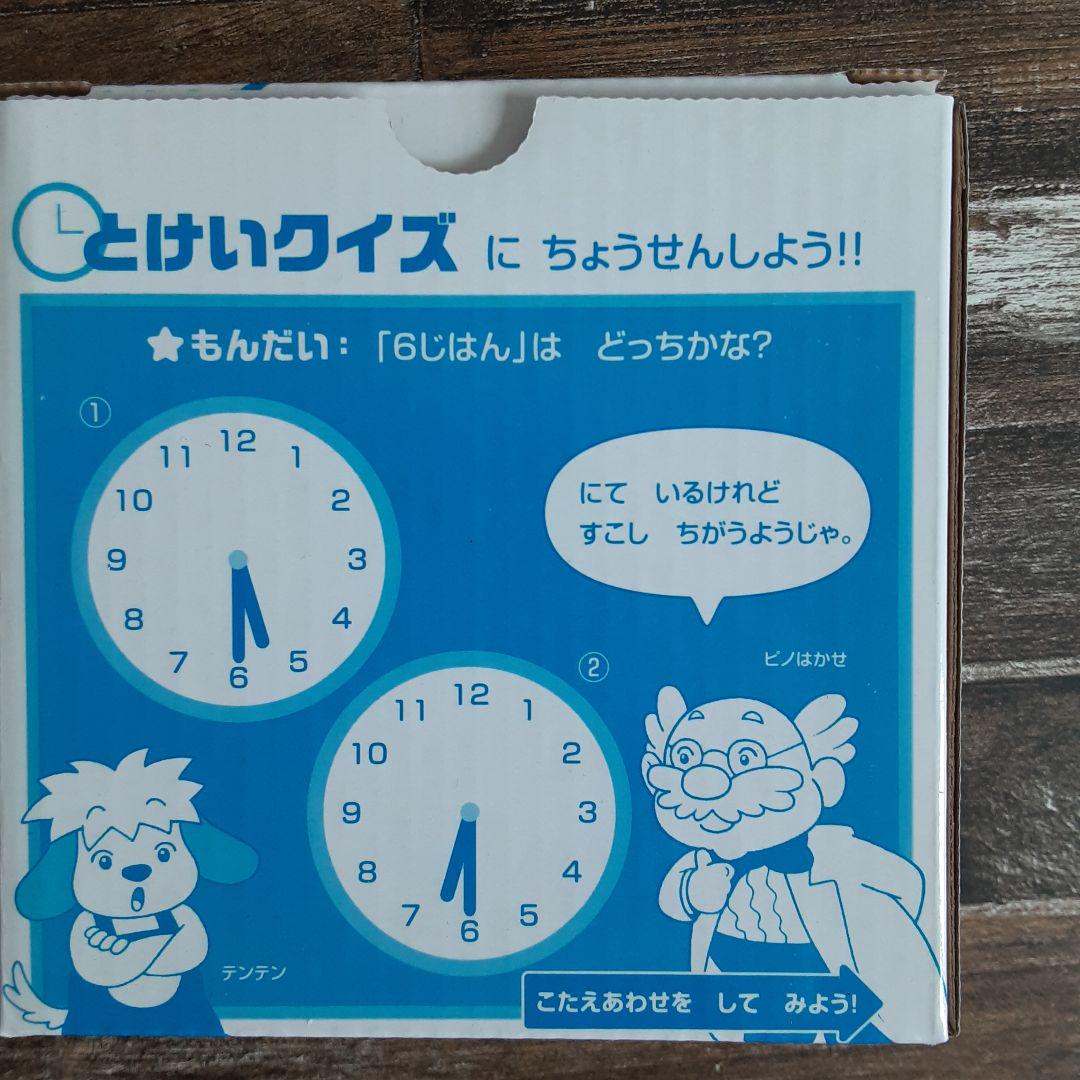 とけいクイズ に ちょうせんしよう!!
★もんだい：「6じはん」は どっちかな?
①
12
11 1
10 2
9 3
8 4
7 5
6
にて いるけれど
すこし ちがうようじゃ。
ピノはかせ
②
12
11 1
10 2
9 3
8 4
7 5
6
テンテン
こたえあわせを して みよう!